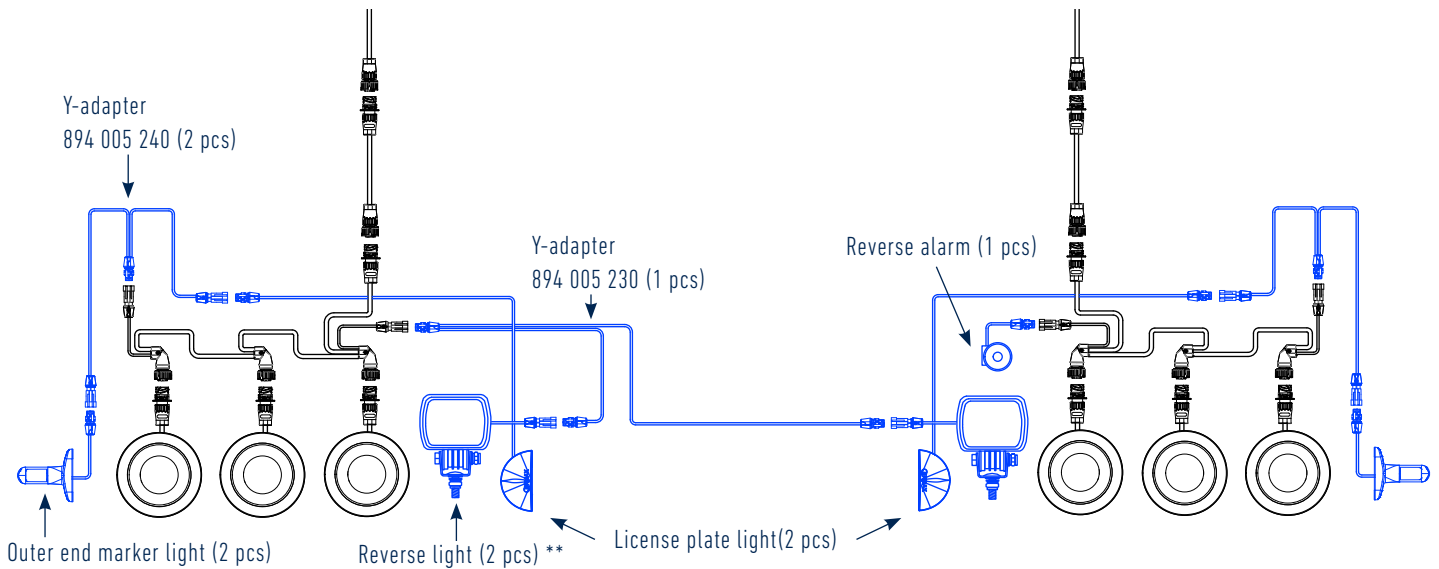 Y-adapter
894 005 240 (2 pcs)
Y-adapter
894 005 230 (1 pcs)
Reverse alarm (1 pcs)
Outer end marker light (2 pcs)
Reverse light (2 pcs) **
License plate light(2 pcs)